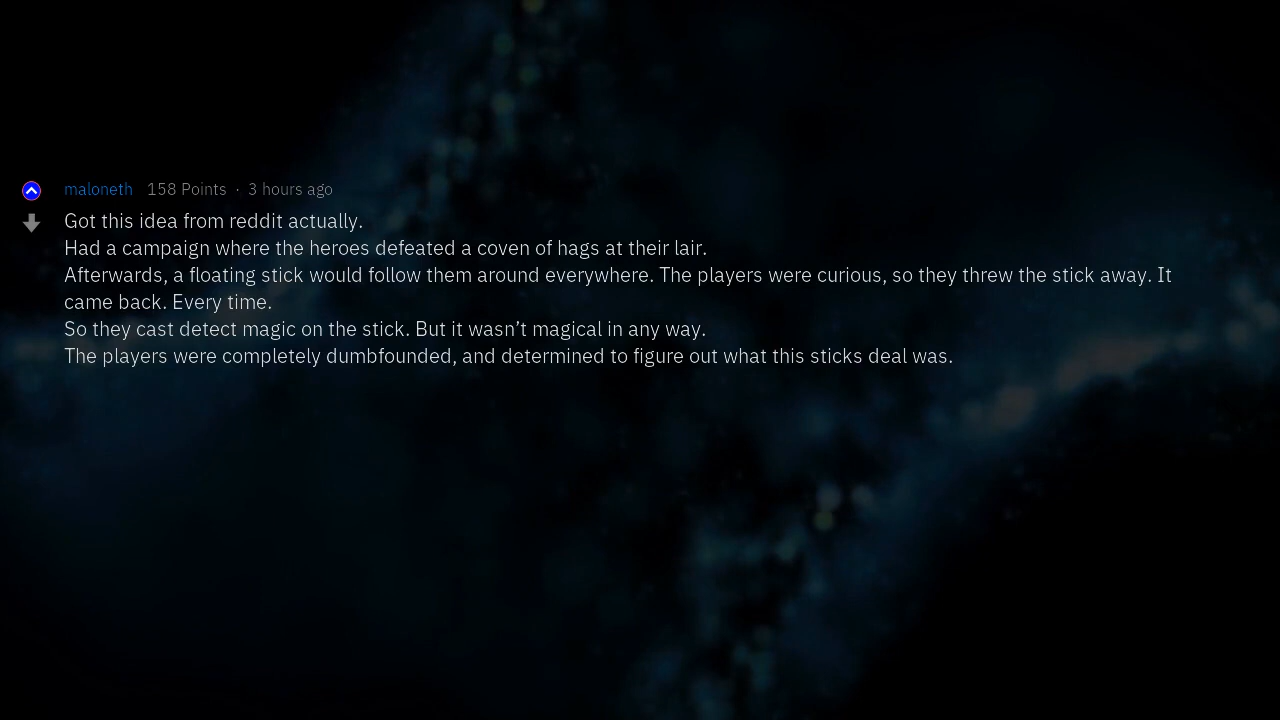 maloneth 158 Points · 3 hours ago
Got this idea from reddit actually.
Had a campaign where the heroes defeated a coven of hags at their lair.
Afterwards, a floating stick would follow them around everywhere. The players were curious, so they threw the stick away. It
came back. Every time.
So they cast detect magic on the stick. But it wasn’t magical in any way.
The players were completely dumbfounded, and determined to figure out what this sticks deal was.